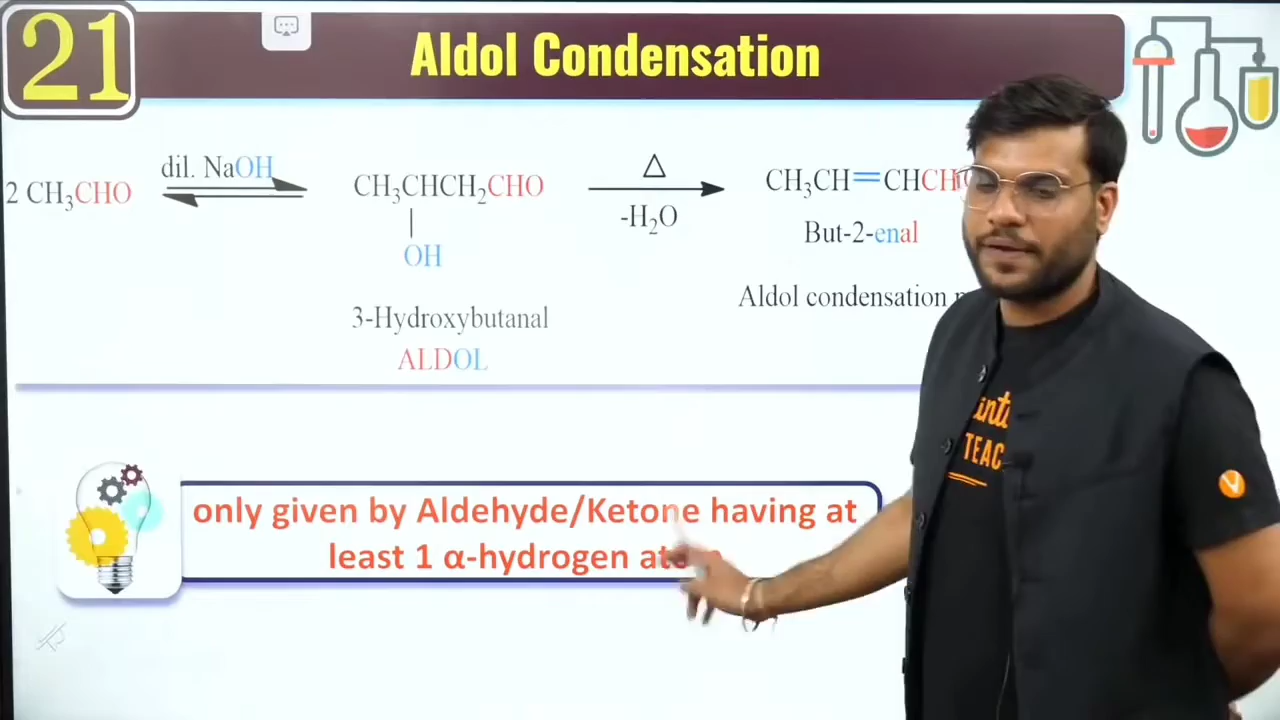 21
Aldol Condensation
2 CH₃CHO
dil. NaOH
CH₃CHCH₂CHO
OH
3-Hydroxybutanal
ALDOL
Δ
-H₂O
CH₃CH=CHCH
But-2-enal
Aldol condensation
only given by Aldehyde/Ketone having at
least 1 α-hydrogen
TEAC